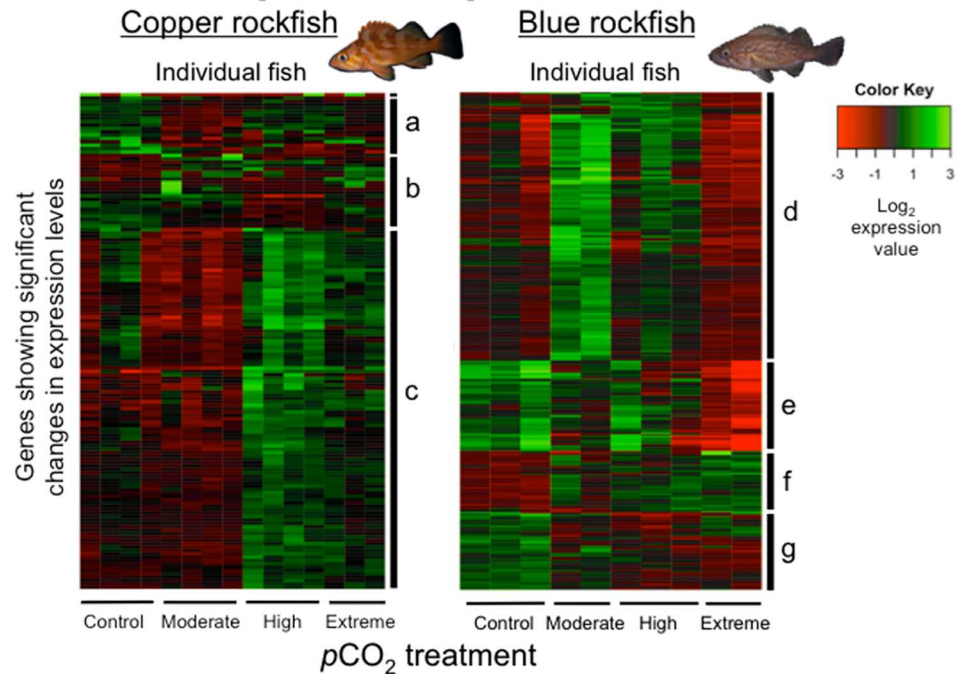 Copper rockfish
Blue rockfish
Individual fish
Individual fish
Color Key
-3 -1 1 3
Log2
expression
value
Genes showing significant
changes in expression levels
a
b
c
d
e
f
g
Control Moderate High Extreme
Control Moderate High Extreme
pCO2 treatment